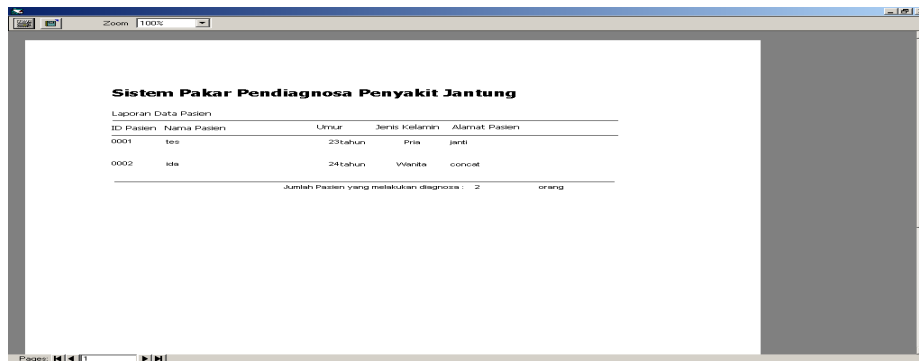 Zoom 100%
Sistem Pakar Pendiagnosa Penyakit Jantung
Laporan Data Pasien
ID Pasien Nama Pasien Umur Jenis Kelamin Alamat Pasien
0001 tes 23tahun Pria janti
0002 ida 24tahun Wanita concat
Jumlah Pasien yang melakukan diagnosa : 2 orang
Pages: 1